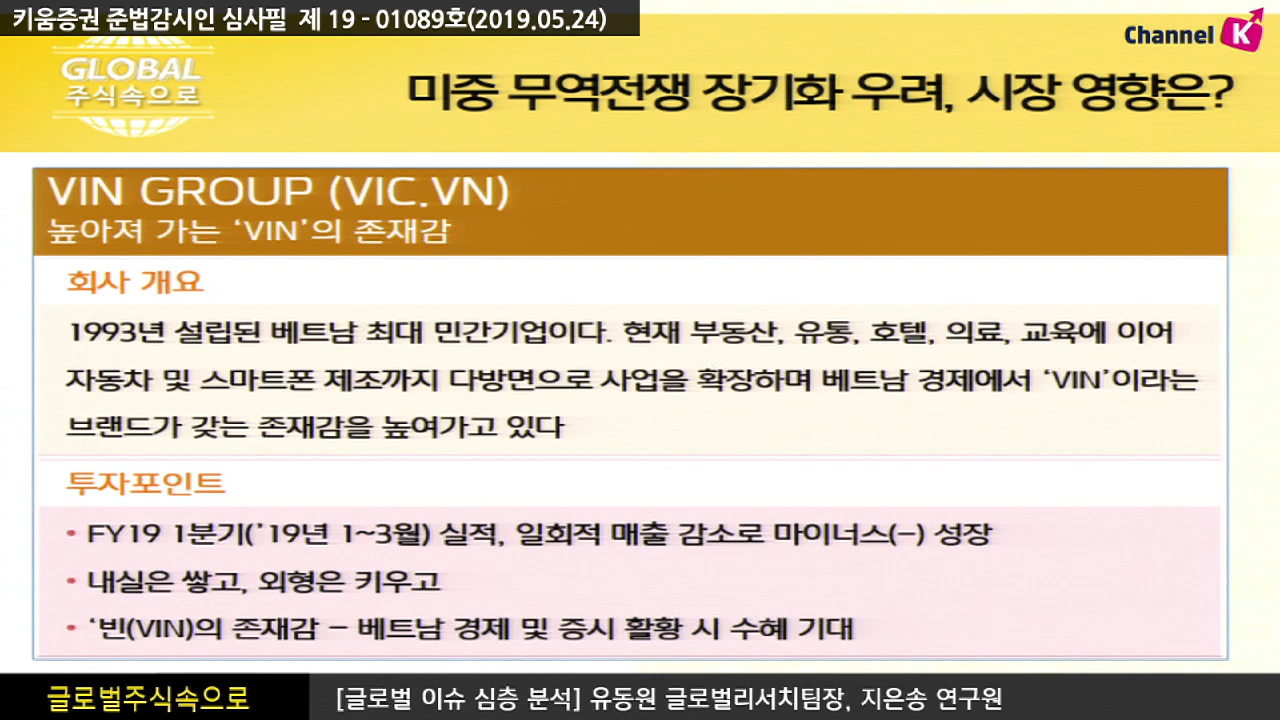 키움증권 준법감시인 심사필 제 19 - 01089호(2019.05.24)
Channel K
GLOBAL
주식속으로
미중 무역전쟁 장기화 우려, 시장 영향은?
VIN GROUP (VIC.VN)
높아져 가는 ‘VIN’의 존재감
회사 개요
1993년 설립된 베트남 최대 민간기업이다. 현재 부동산, 유통, 호텔, 의료, 교육에 이어
자동차 및 스마트폰 제조까지 다방면으로 사업을 확장하며 베트남 경제에서 ‘VIN’이라는
브랜드가 갖는 존재감을 높여가고 있다
투자포인트
• FY19 1분기(’19년 1~3월) 실적, 일회적 매출 감소로 마이너스(-) 성장
• 내실은 쌓고, 외형은 키우고
• ‘빈(VIN)의 존재감 – 베트남 경제 및 증시 활황 시 수혜 기대
글로벌주식속으로
[글로벌 이슈 심층 분석] 유동원 글로벌리서치팀장, 지은송 연구원